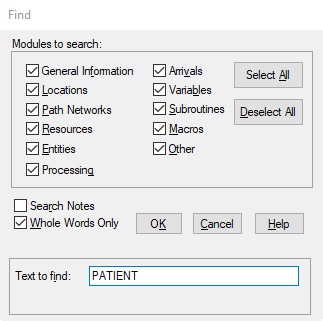 Find
Modules to search:
General Information
Arrivals
Select All
Locations
Variables
Path Networks
Subroutines
Deselect All
Resources
Macros
Entities
Other
Processing
Search Notes
Whole Words Only
OK
Cancel
Help
Text to find:
PATIENT